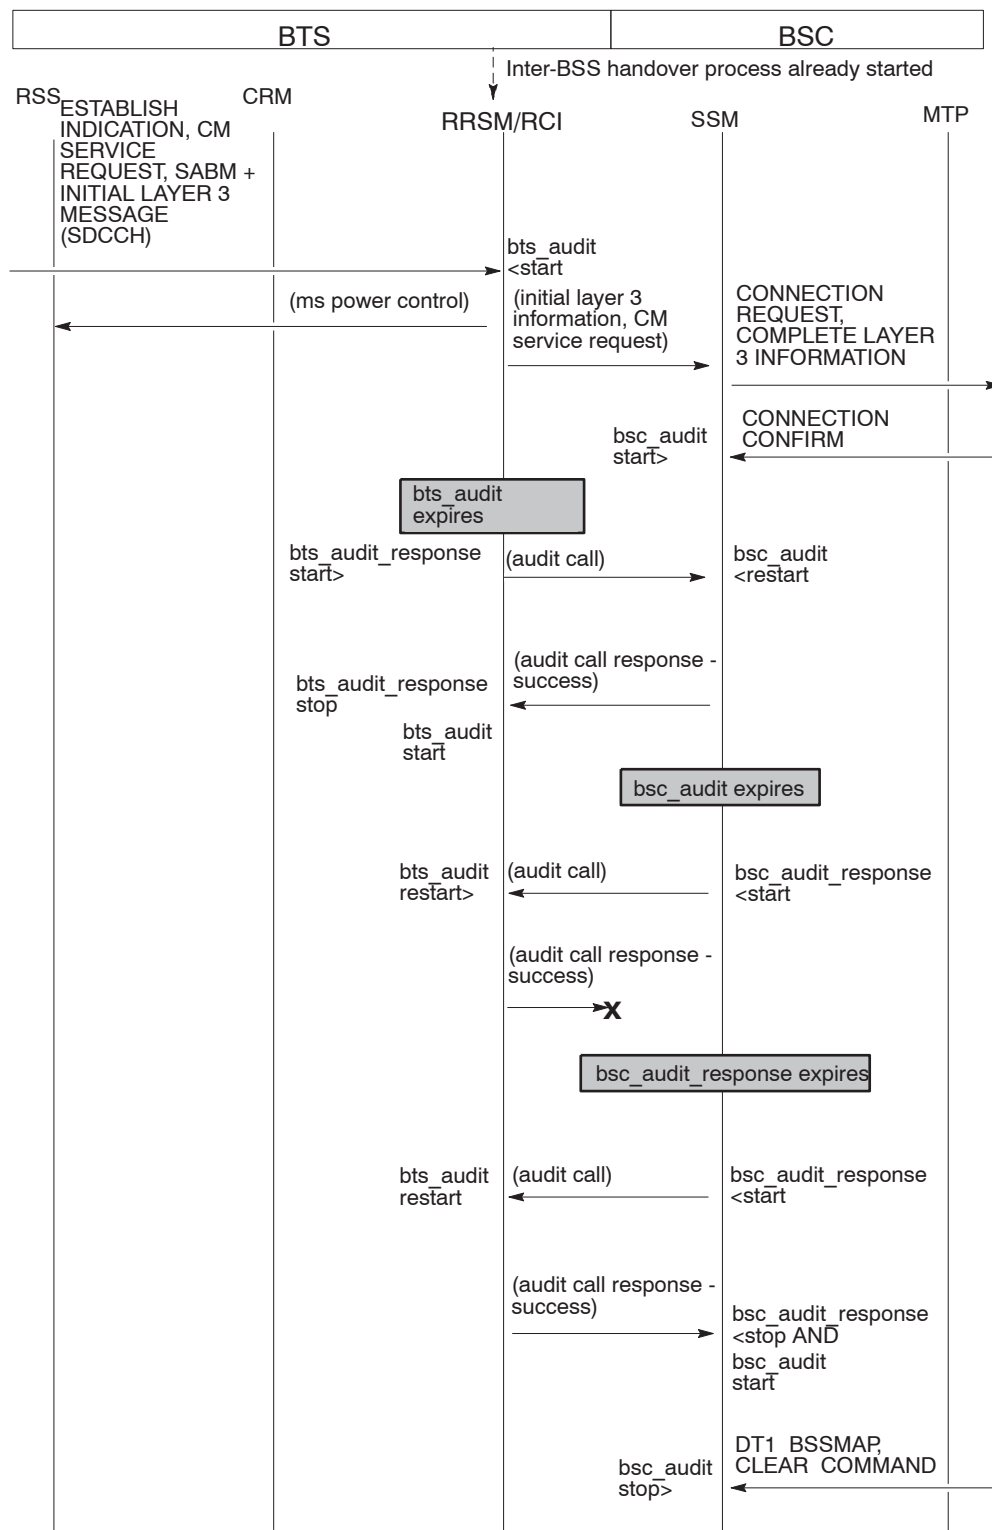 BTS
BSC
Inter-BSS handover process already started
RSS
CRM
RRSM/RCI
SSM
MTP
ESTABLISH
INDICATION, CM
SERVICE
REQUEST, SABM +
INITIAL LAYER 3
MESSAGE
(SDCCH)
bts_audit
<start
(ms power control)
(initial layer 3
information, CM
service request)
CONNECTION
REQUEST,
COMPLETE LAYER
3 INFORMATION
bsc_audit
start>
CONNECTION
CONFIRM
bts_audit
expires
bts_audit_response
start>
(audit call)
bsc_audit
<restart
(audit call response -
success)
bts_audit_response
stop
bts_audit
start
bsc_audit expires
bts_audit
restart>
(audit call)
bsc_audit_response
<start
(audit call response -
success)
X
bsc_audit_response expires
bts_audit
restart
(audit call)
bsc_audit_response
<start
(audit call response -
success)
bsc_audit_response
<stop AND
bsc_audit
start
bsc_audit
stop>
DT1 BSSMAP,
CLEAR COMMAND